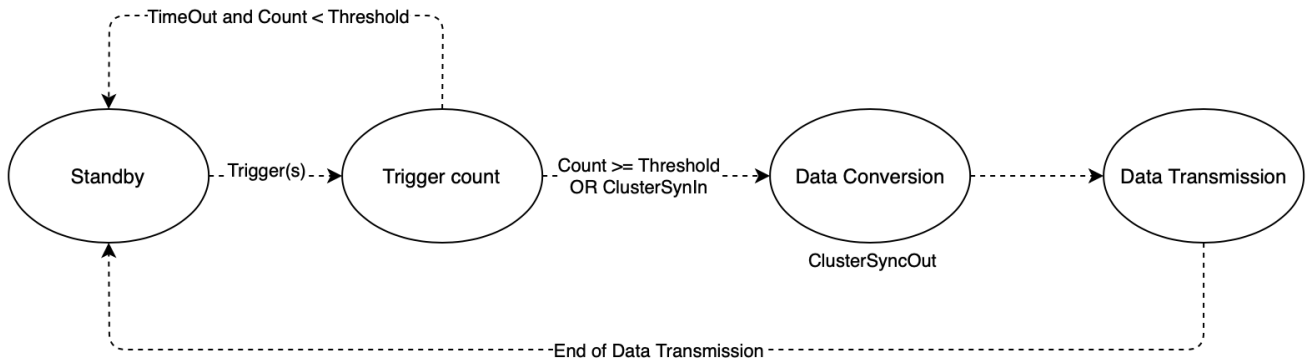 TimeOut and Count < Threshold
Standby
Trigger(s)
Trigger count
Count >= Threshold
OR ClusterSynIn
Data Conversion
Data Transmission
ClusterSyncOut
End of Data Transmission